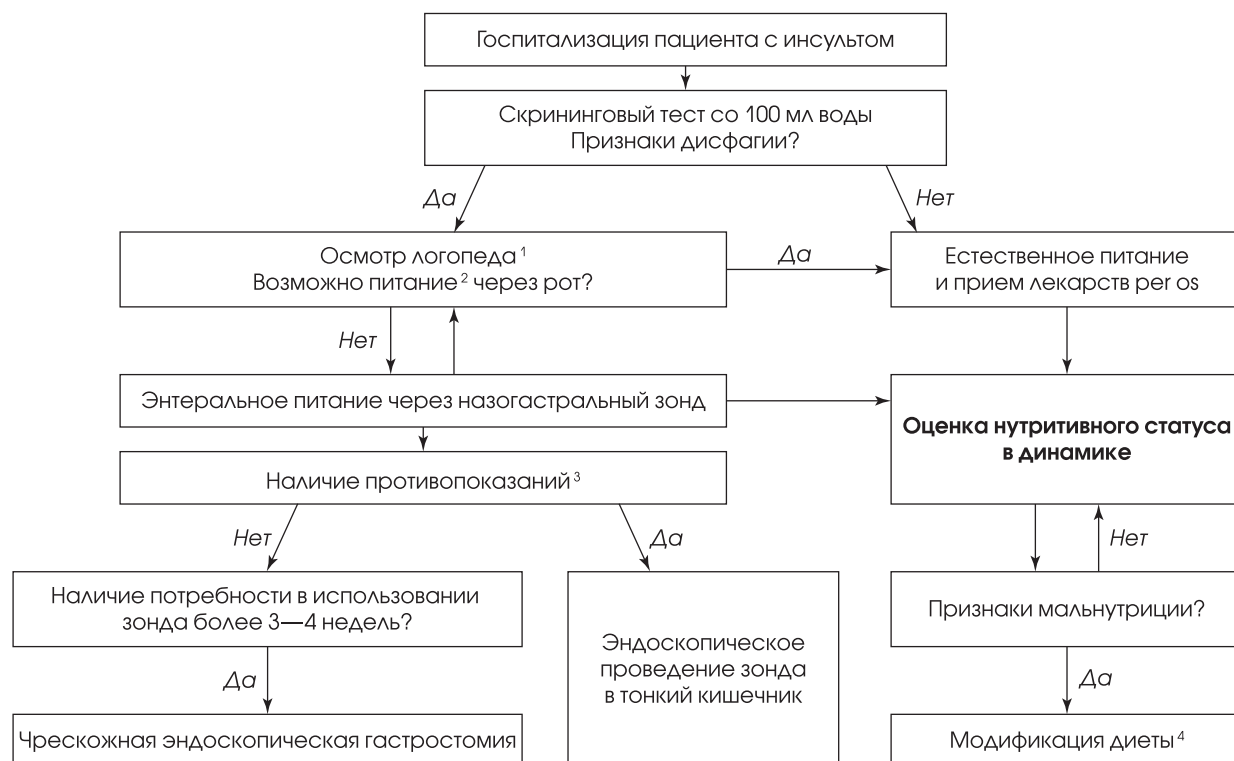 Госпитализация пациента с инсультом
Скрининговый тест со 100 мл воды
Признаки дисфагии?
Да
Нет
Осмотр логопеда ¹
Возможно питание ² через рот?
Да
Естественное питание
и прием лекарств per os
Нет
Энтеральное питание через назогастральный зонд
Оценка нутритивного статуса
в динамике
Наличие противопоказаний ³
Нет
Да
Нет
Наличие потребности в использовании
зонда более 3—4 недель?
Эндоскопическое
проведение зонда
в тонкий кишечник
Признаки мальнутриции?
Да
Да
Чрескожная эндоскопическая гастростомия
Модификация диеты ⁴